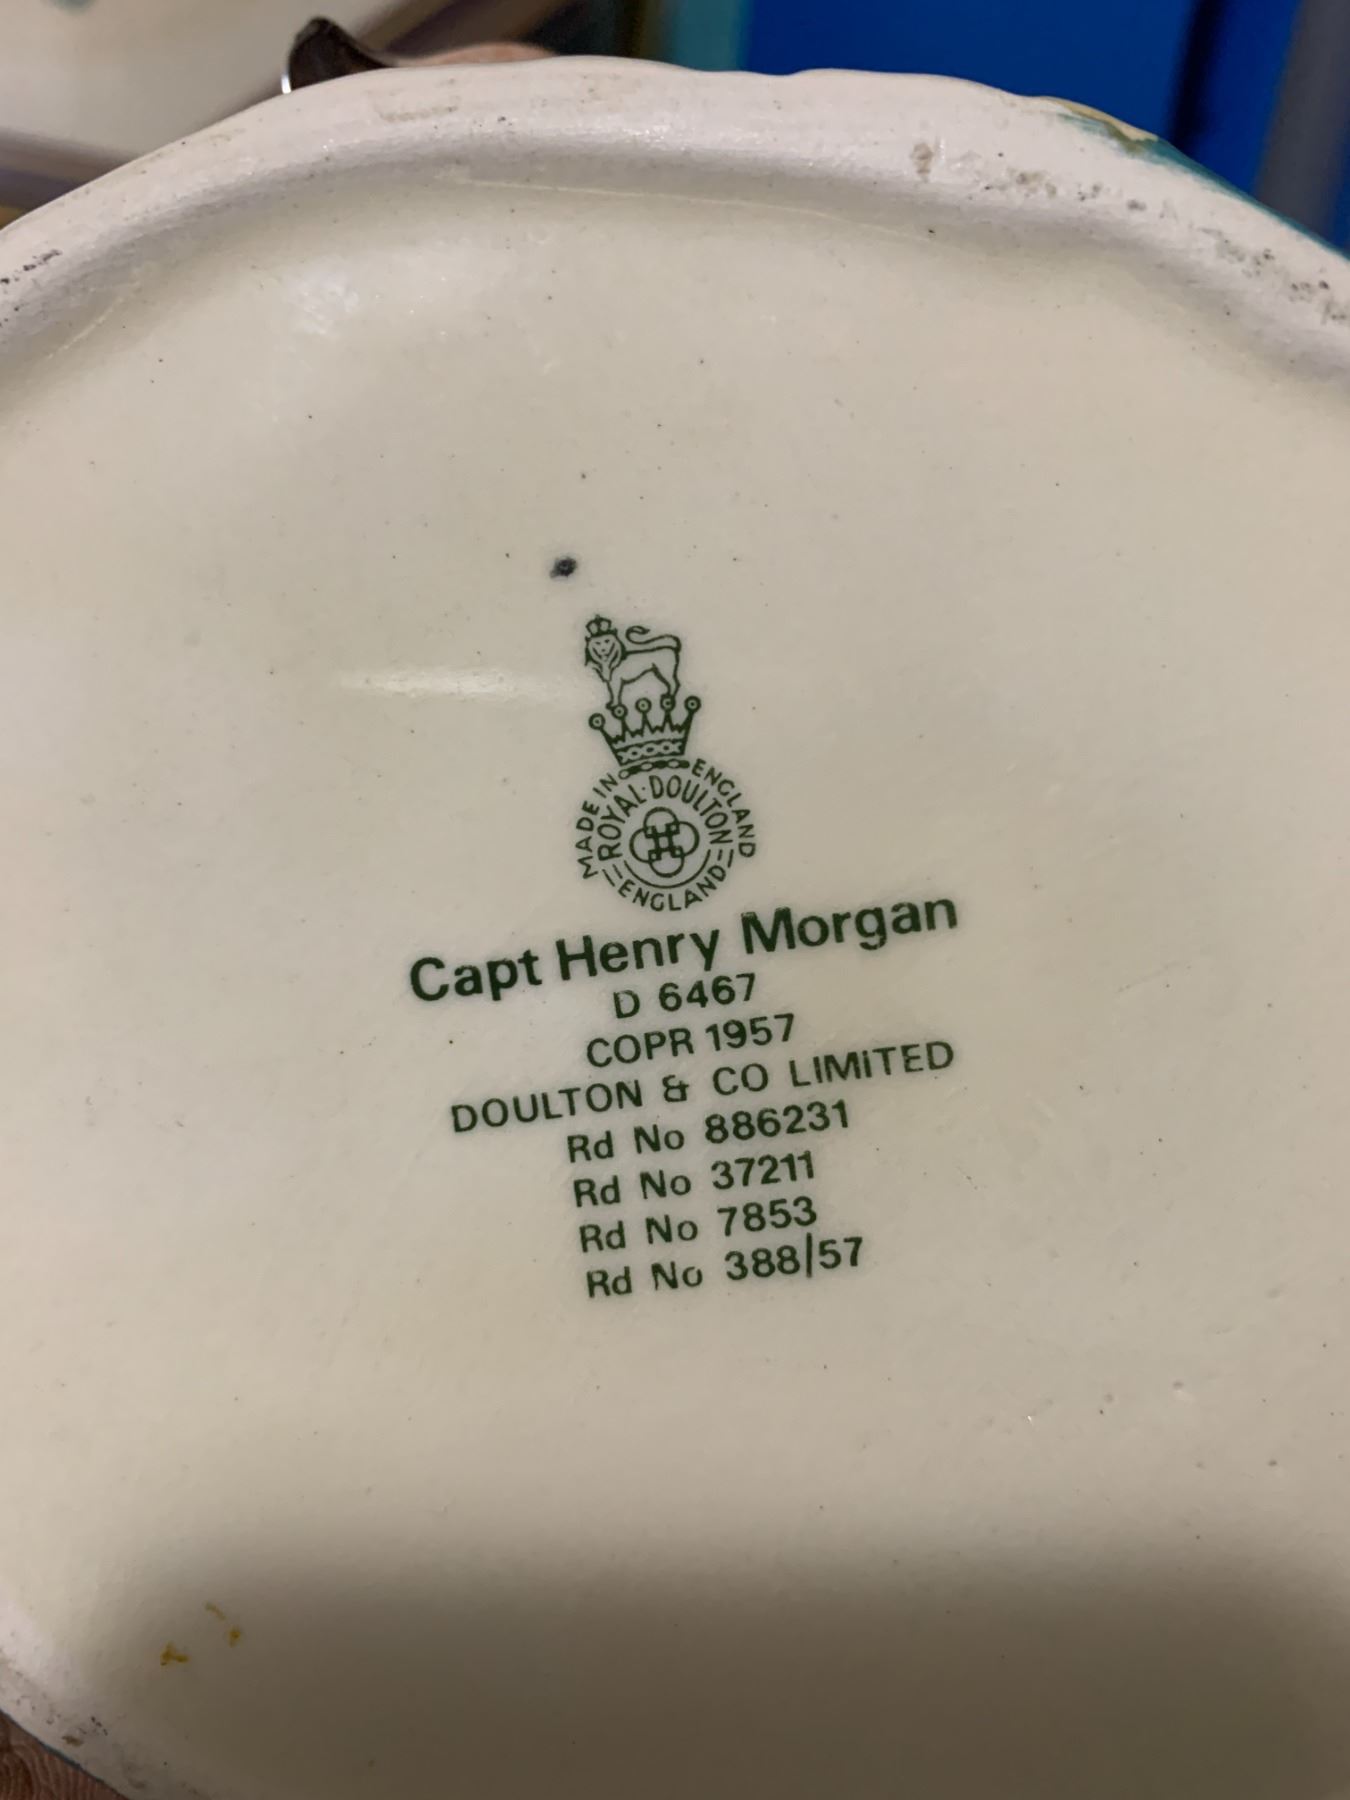 MADE IN ENGLAND
ROYAL·DOULTON
ENGLAND
Capt Henry Morgan
D 6467
COPR 1957
DOULTON & CO LIMITED
Rd No 886231
Rd No 37211
Rd No 7853
Rd No 388/57